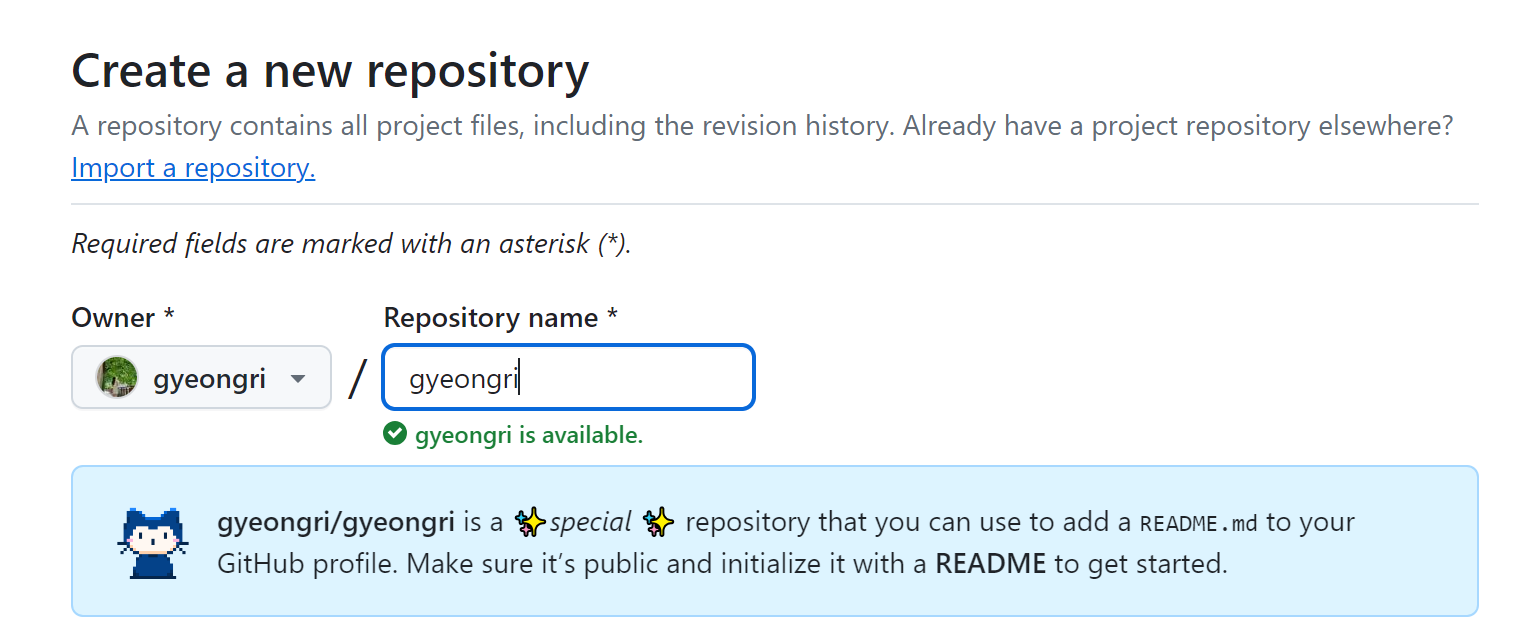 Create a new repository
A repository contains all project files, including the revision history. Already have a project repository elsewhere?
Import a repository.
Required fields are marked with an asterisk (*).
Owner *
Repository name *
gyeongri
/
gyeongri
gyeongri is available.
gyeongri/gyeongri is a ✨special ✨ repository that you can use to add a README.md to your
GitHub profile. Make sure it’s public and initialize it with a README to get started.